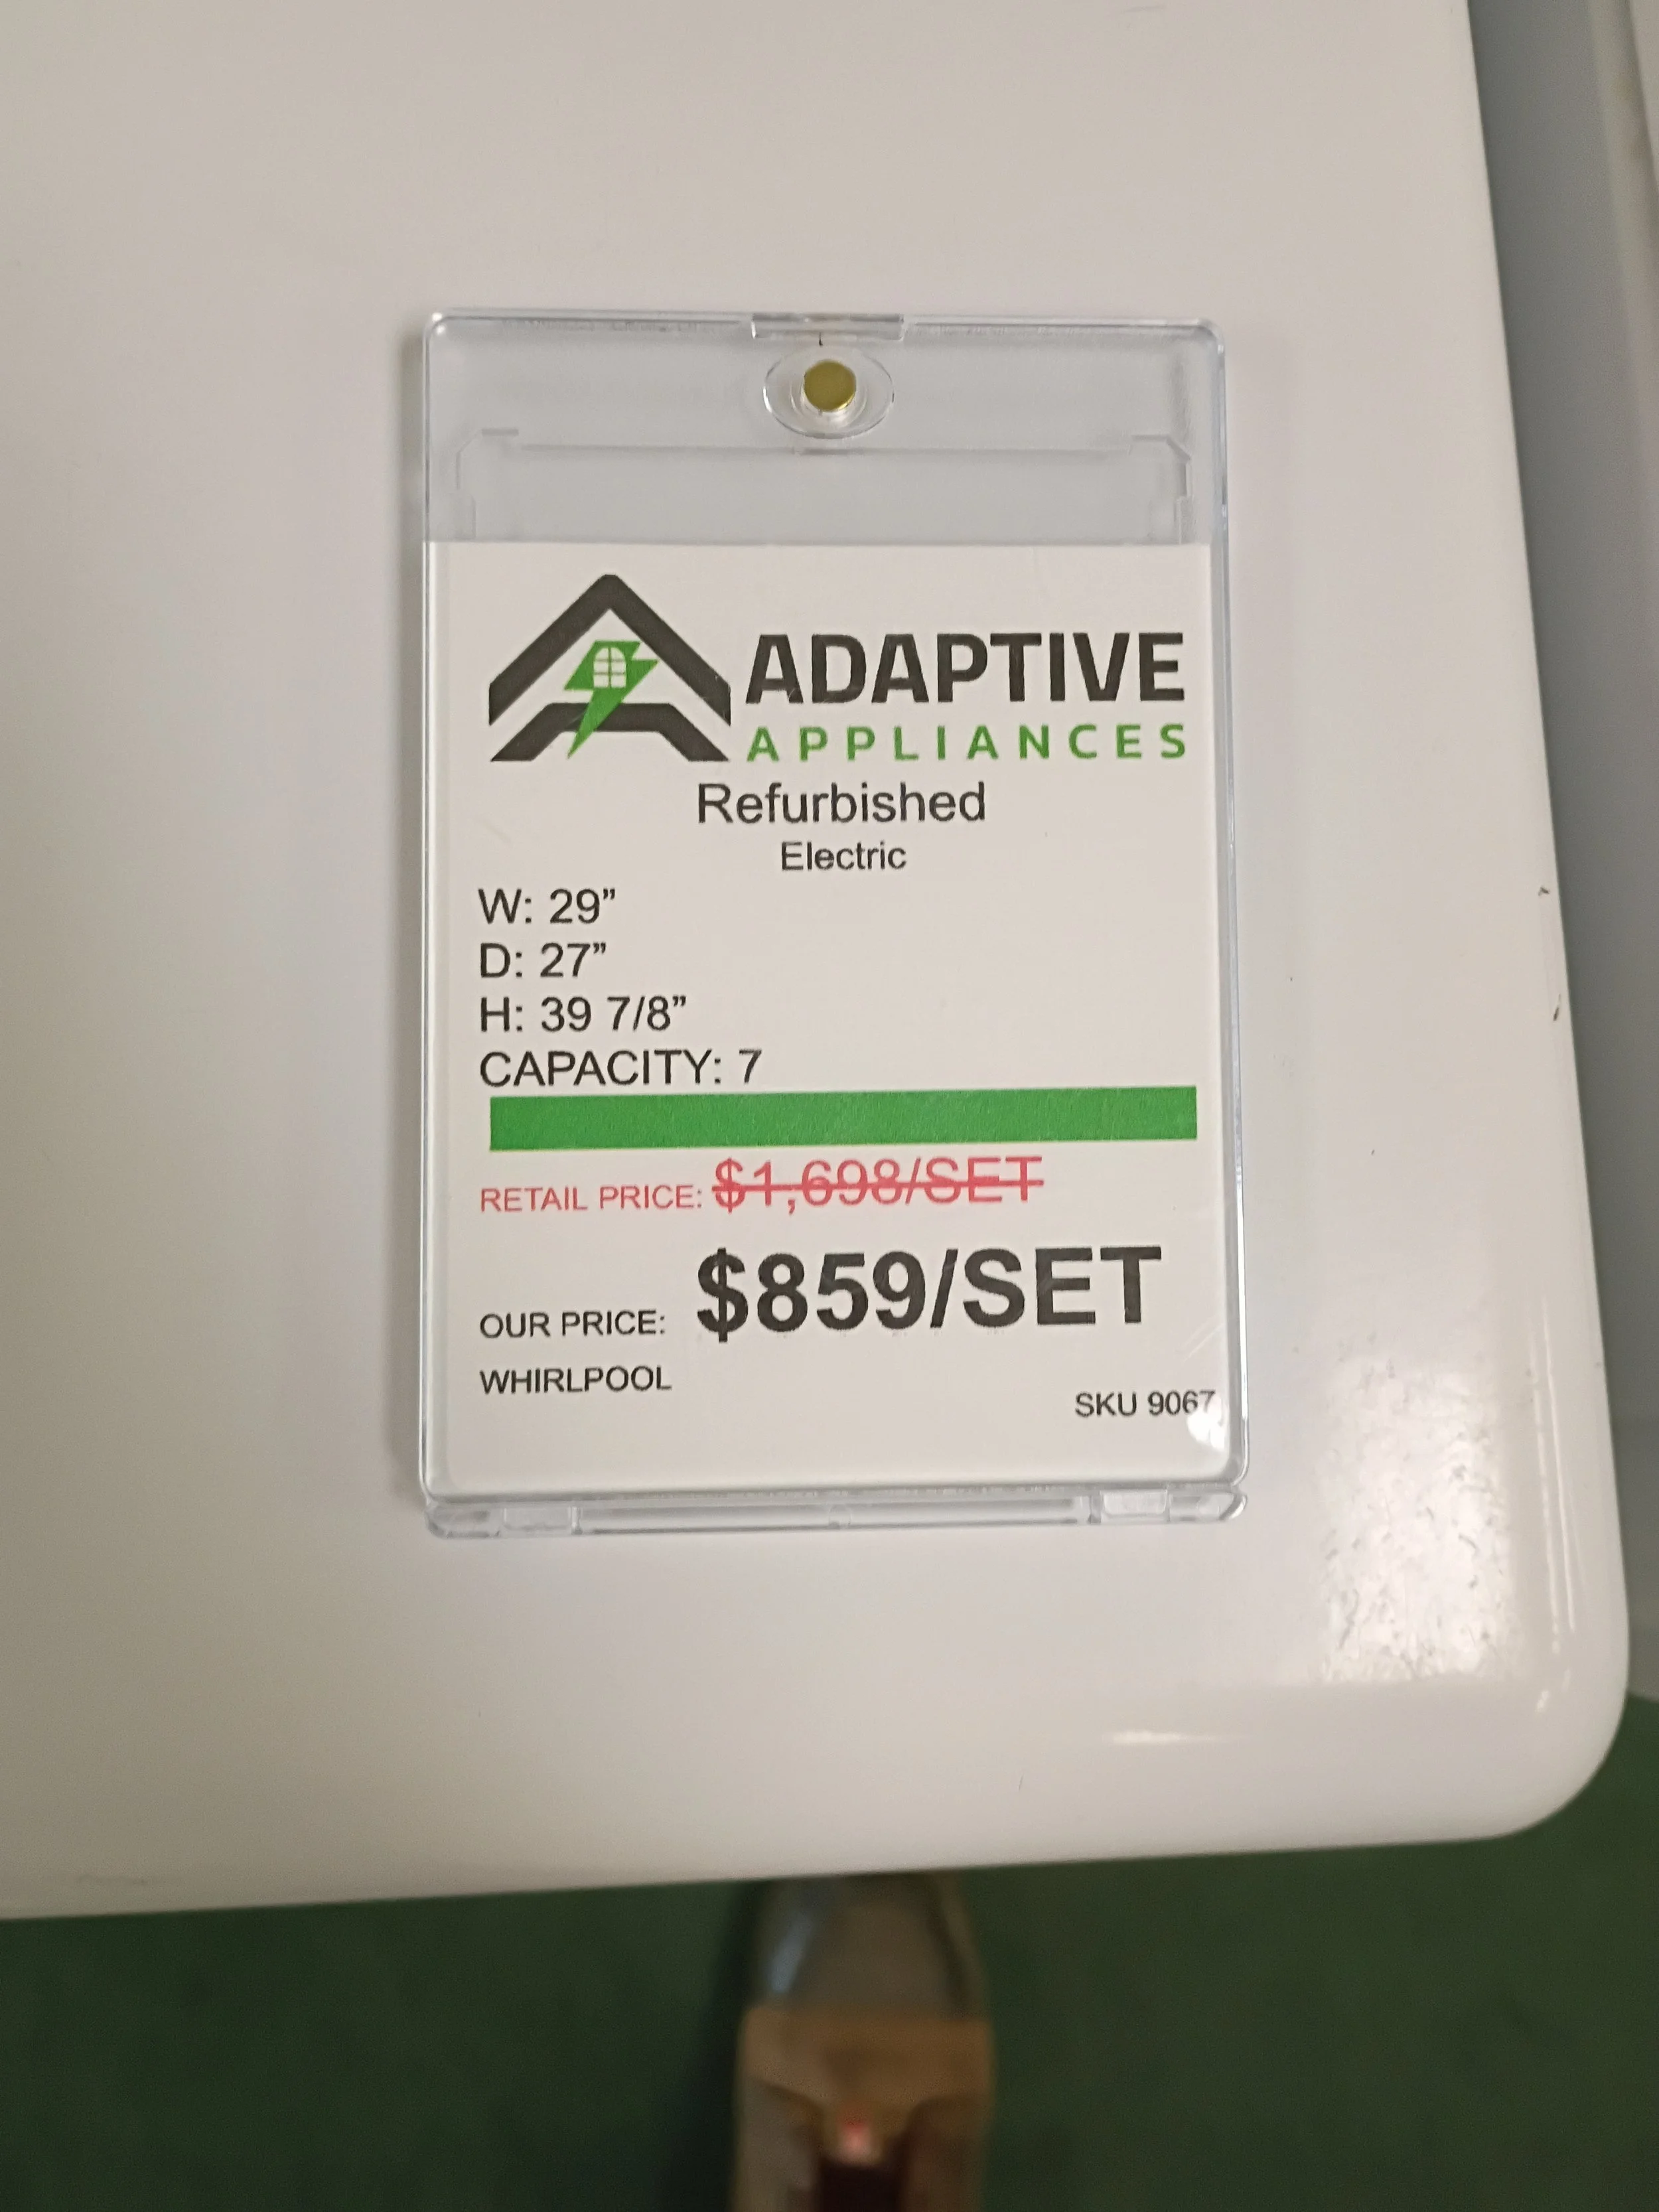 ADAPTIVE
APPLIANCES
Refurbished
Electric
W: 29”
D: 27”
H: 39 7/8”
CAPACITY: 7
RETAIL PRICE: $1,698/SET
OUR PRICE: $859/SET
WHIRLPOOL
SKU 9067